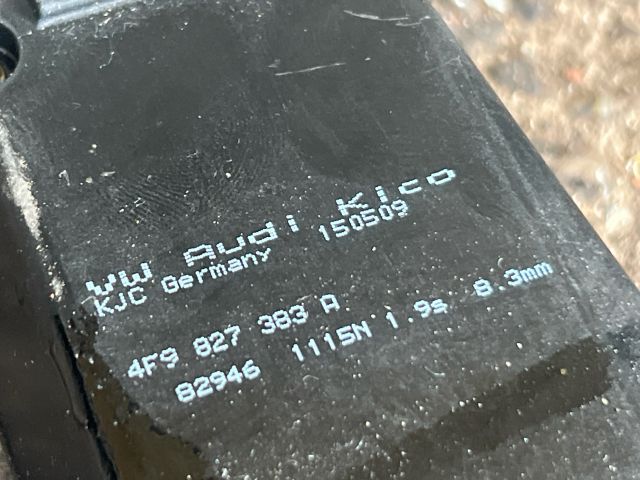 VW Audi Kico
KJC Germany 150509
4F9 827 383 A
82946 1115N 1.9s 8.3mm